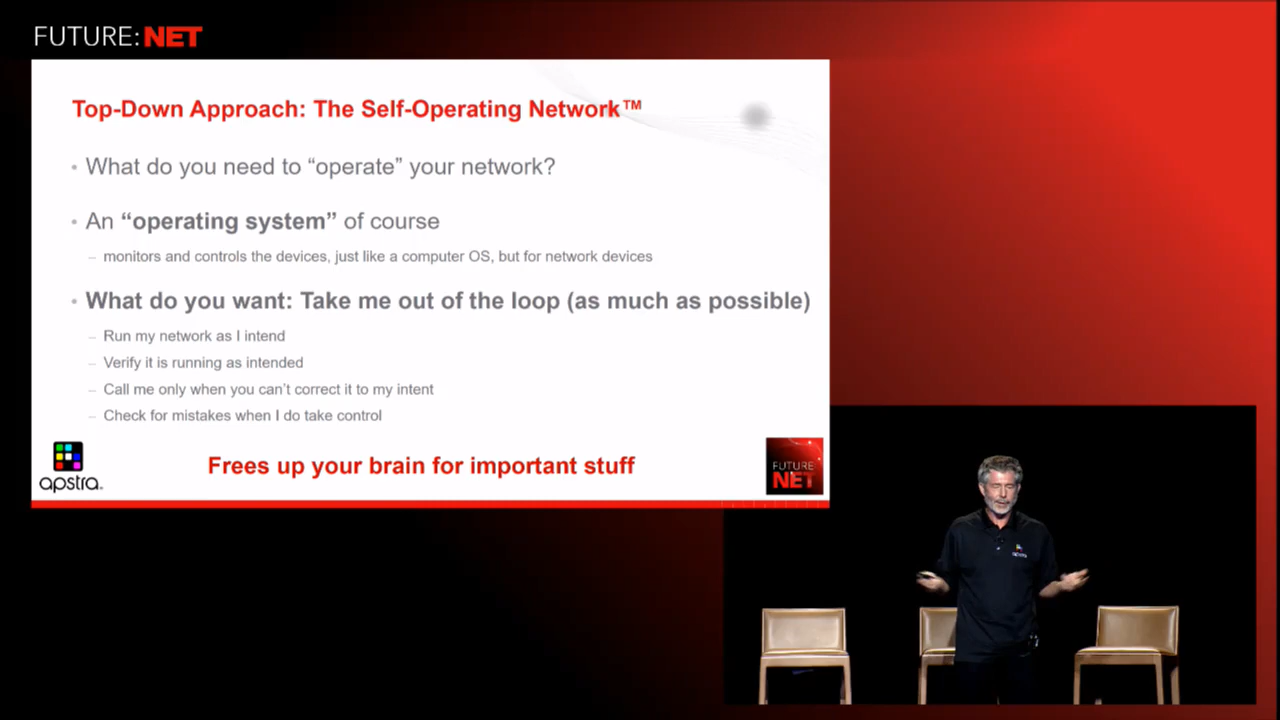 FUTURE:NET
Top-Down Approach: The Self-Operating Network™
• What do you need to “operate” your network?
• An “operating system” of course
– monitors and controls the devices, just like a computer OS, but for network devices
• What do you want: Take me out of the loop (as much as possible)
– Run my network as I intend
– Verify it is running as intended
– Call me only when you can’t correct it to my intent
– Check for mistakes when I do take control
Frees up your brain for important stuff
apstra.
FUTURE:
NET